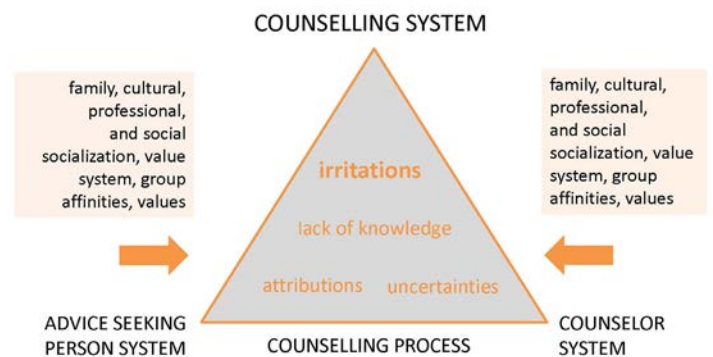 COUNSELLING SYSTEM
family, cultural,
professional,
and social
socialization, value
system, group
affinities, values
family, cultural,
professional,
and social
socialization, value
system, group
affinities, values
irritations
lack of knowledge
attributions
uncertainties
ADVICE SEEKING
PERSON SYSTEM
COUNSELLING PROCESS
COUNSELOR
SYSTEM